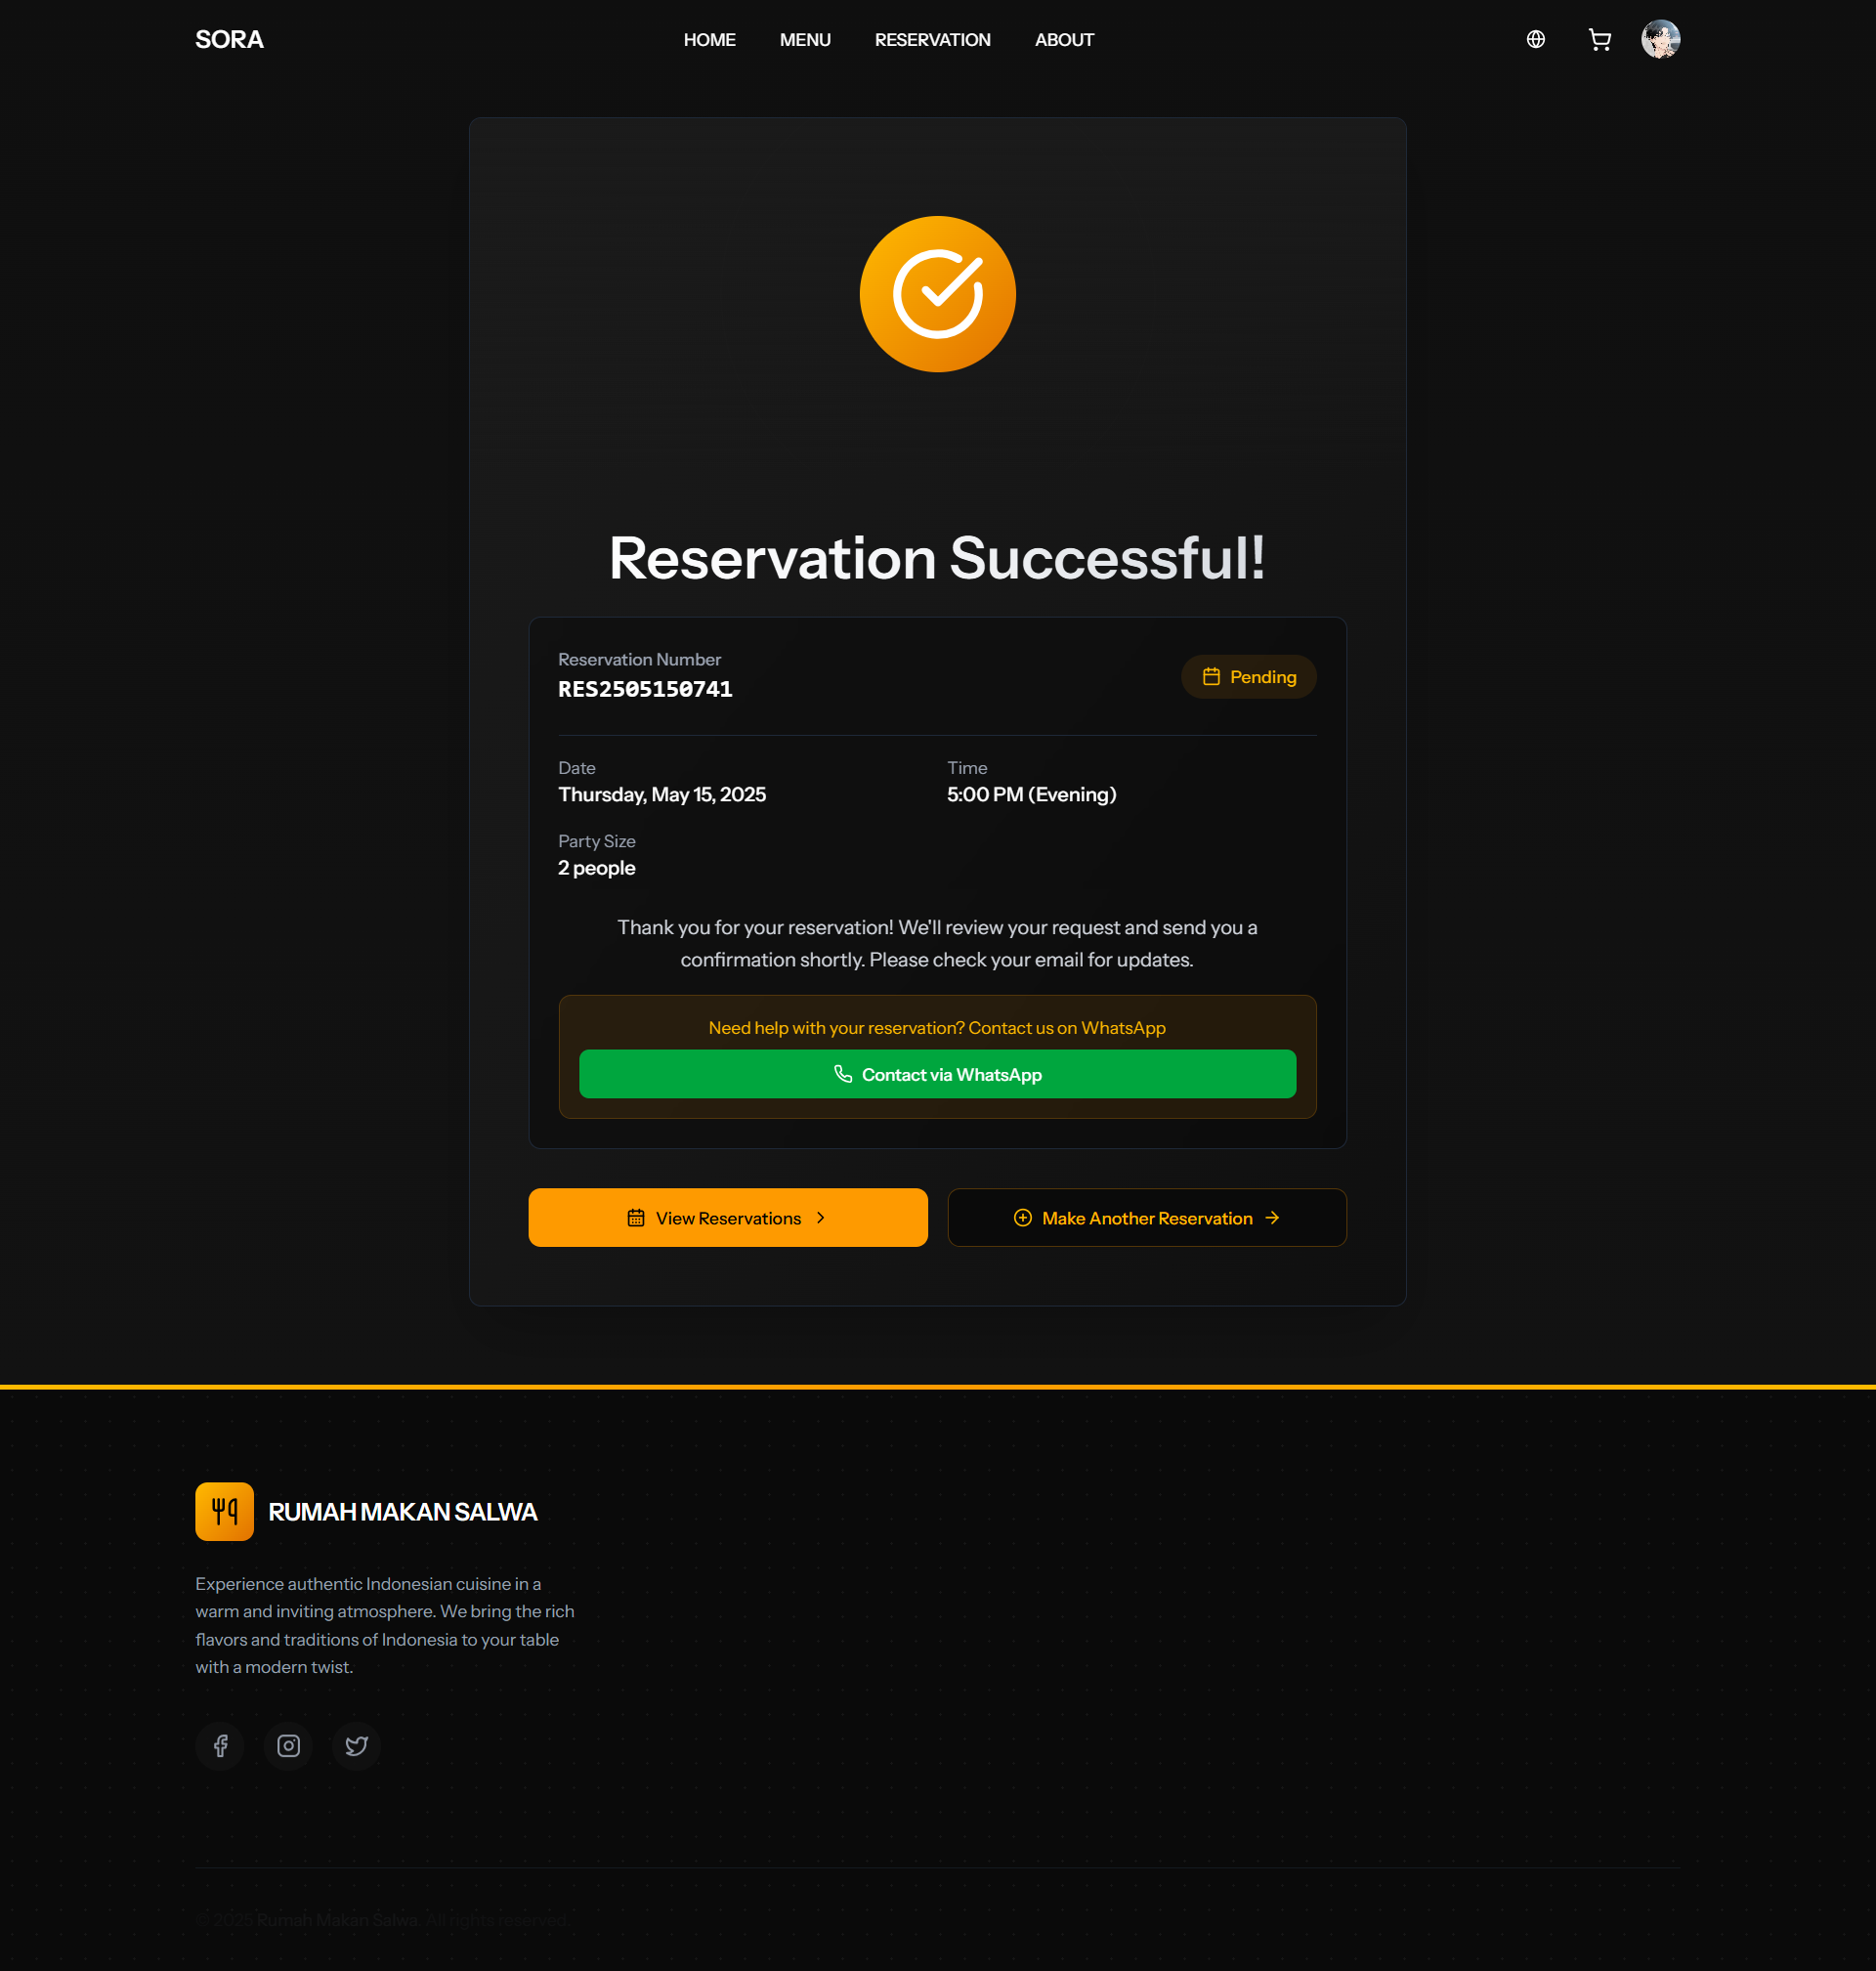 SORA
HOME MENU RESERVATION ABOUT
Reservation Successful!
Reservation Number
RES2505150741
Pending
Date
Thursday, May 15, 2025
Time
5:00 PM (Evening)
Party Size
2 people
Thank you for your reservation! We'll review your request and send you a
confirmation shortly. Please check your email for updates.
Need help with your reservation? Contact us on WhatsApp
Contact via WhatsApp
View Reservations
Make Another Reservation
RUMAH MAKAN SALWA
Experience authentic Indonesian cuisine in a
warm and inviting atmosphere. We bring the rich
flavors and traditions of Indonesia to your table
with a modern twist.
© 2025 Rumah Makan Salwa. All rights reserved.